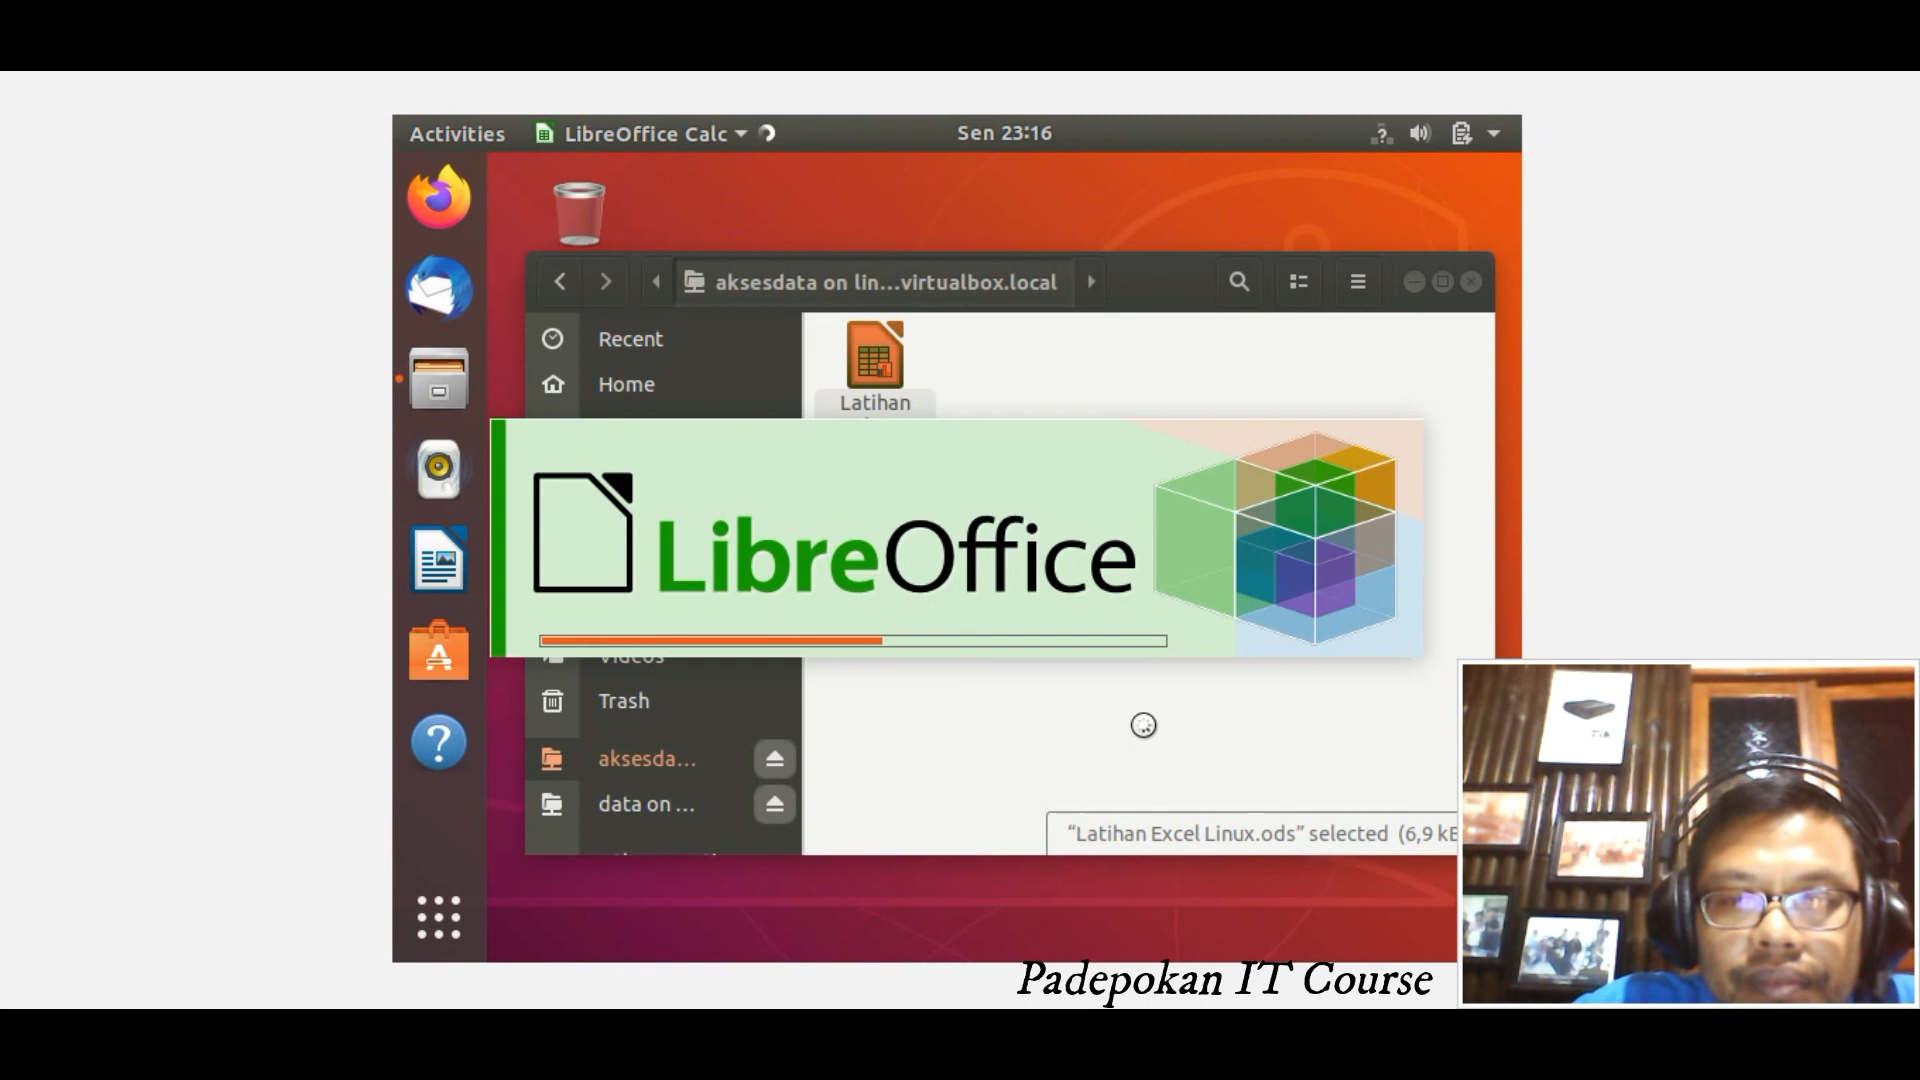 Activities LibreOffice Calc Sen 23:16
aksesdata on lin...virtualbox.local
Recent
Home
Latihan
LibreOffice
Videos
Trash
aksesda...
data on ...
"Latihan Excel Linux.ods" selected (6,9 kB
Padepokan IT Course